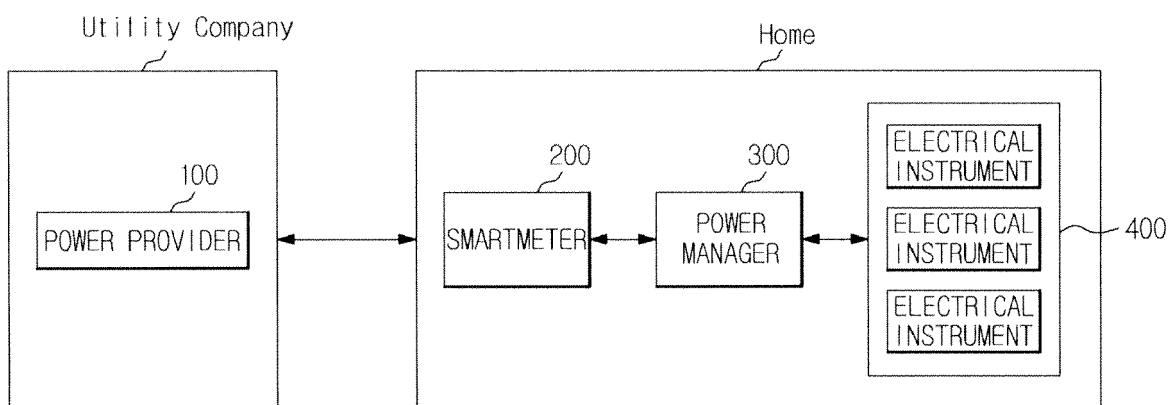 Utility Company
Home
100
POWER PROVIDER
200
SMARTMETER
300
POWER
MANAGER
ELECTRICAL
INSTRUMENT
ELECTRICAL
INSTRUMENT
ELECTRICAL
INSTRUMENT
400